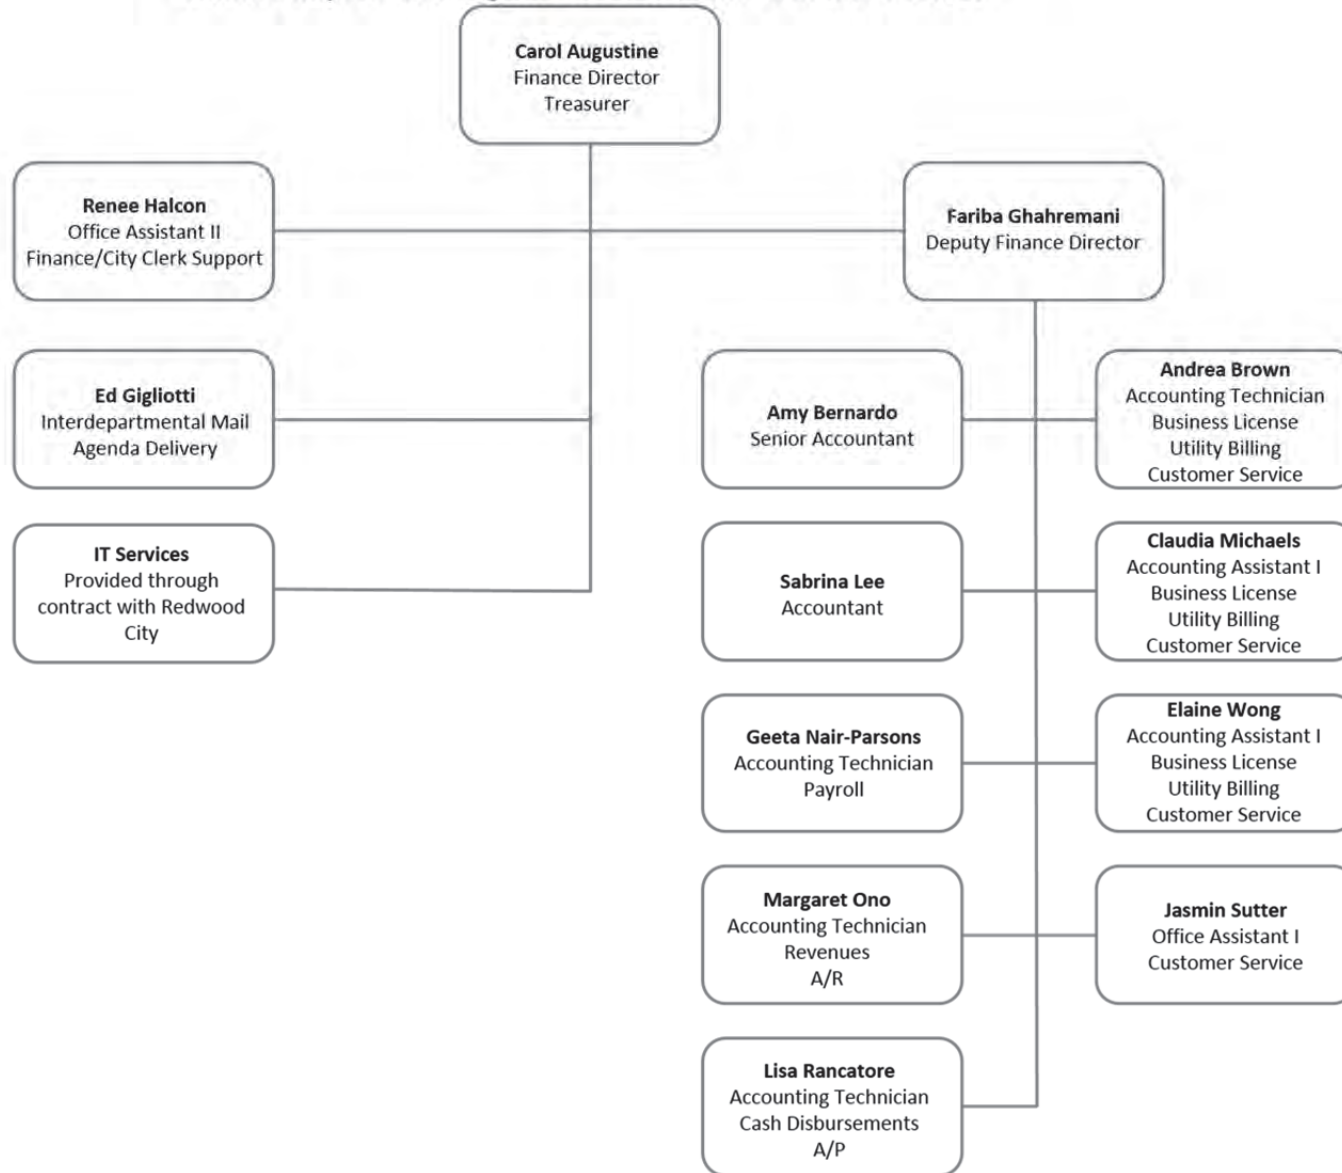 Carol Augustine
Finance Director
Treasurer
Renee Halcon
Office Assistant II
Finance/City Clerk Support
Fariba Ghahremani
Deputy Finance Director
Ed Gigliotti
Interdepartmental Mail
Agenda Delivery
Amy Bernardo
Senior Accountant
Andrea Brown
Accounting Technician
Business License
Utility Billing
Customer Service
IT Services
Provided through
contract with Redwood
City
Sabrina Lee
Accountant
Claudia Michaels
Accounting Assistant I
Business License
Utility Billing
Customer Service
Geeta Nair-Parsons
Accounting Technician
Payroll
Elaine Wong
Accounting Assistant I
Business License
Utility Billing
Customer Service
Margaret Ono
Accounting Technician
Revenues
A/R
Jasmin Sutter
Office Assistant I
Customer Service
Lisa Rancatore
Accounting Technician
Cash Disbursements
A/P